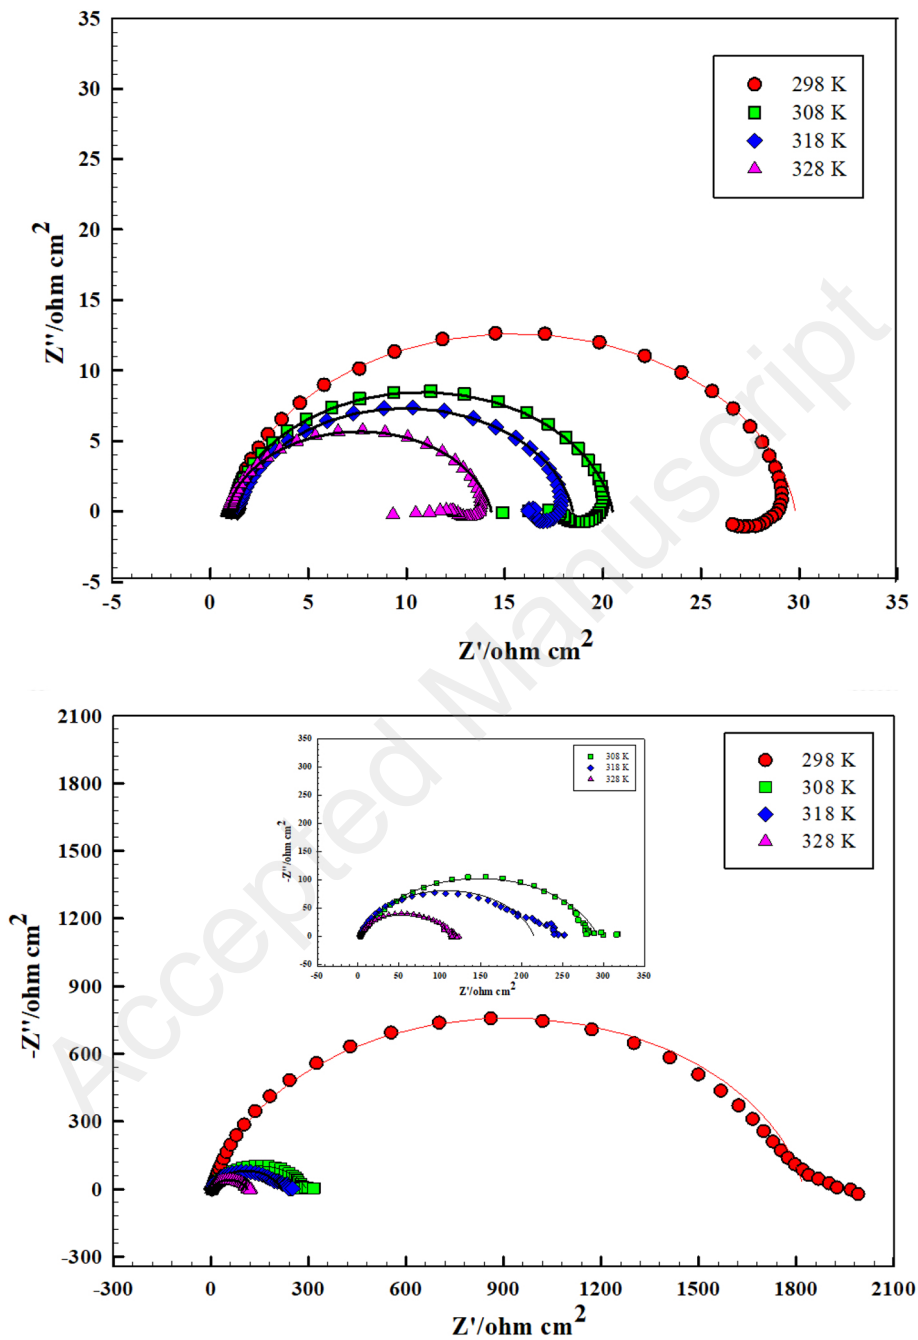 35
30
25
20
15
10
5
0
-5
-5 0 5 10 15 20 25 30 35
Z''/ohm cm2
Z'/ohm cm2
298 K
308 K
318 K
328 K
Accepted Manuscript
2100
1800
1500
1200
900
600
300
0
-300
-300 0 300 600 900 1200 1500 1800 2100
-Z''/ohm cm2
Z'/ohm cm2
298 K
308 K
318 K
328 K
350
300
250
200
150
100
50
0
-50
-50 0 50 100 150 200 250 300 350
-Z''/ohm cm2
Z'/ohm cm2
308 K
318 K
328 K